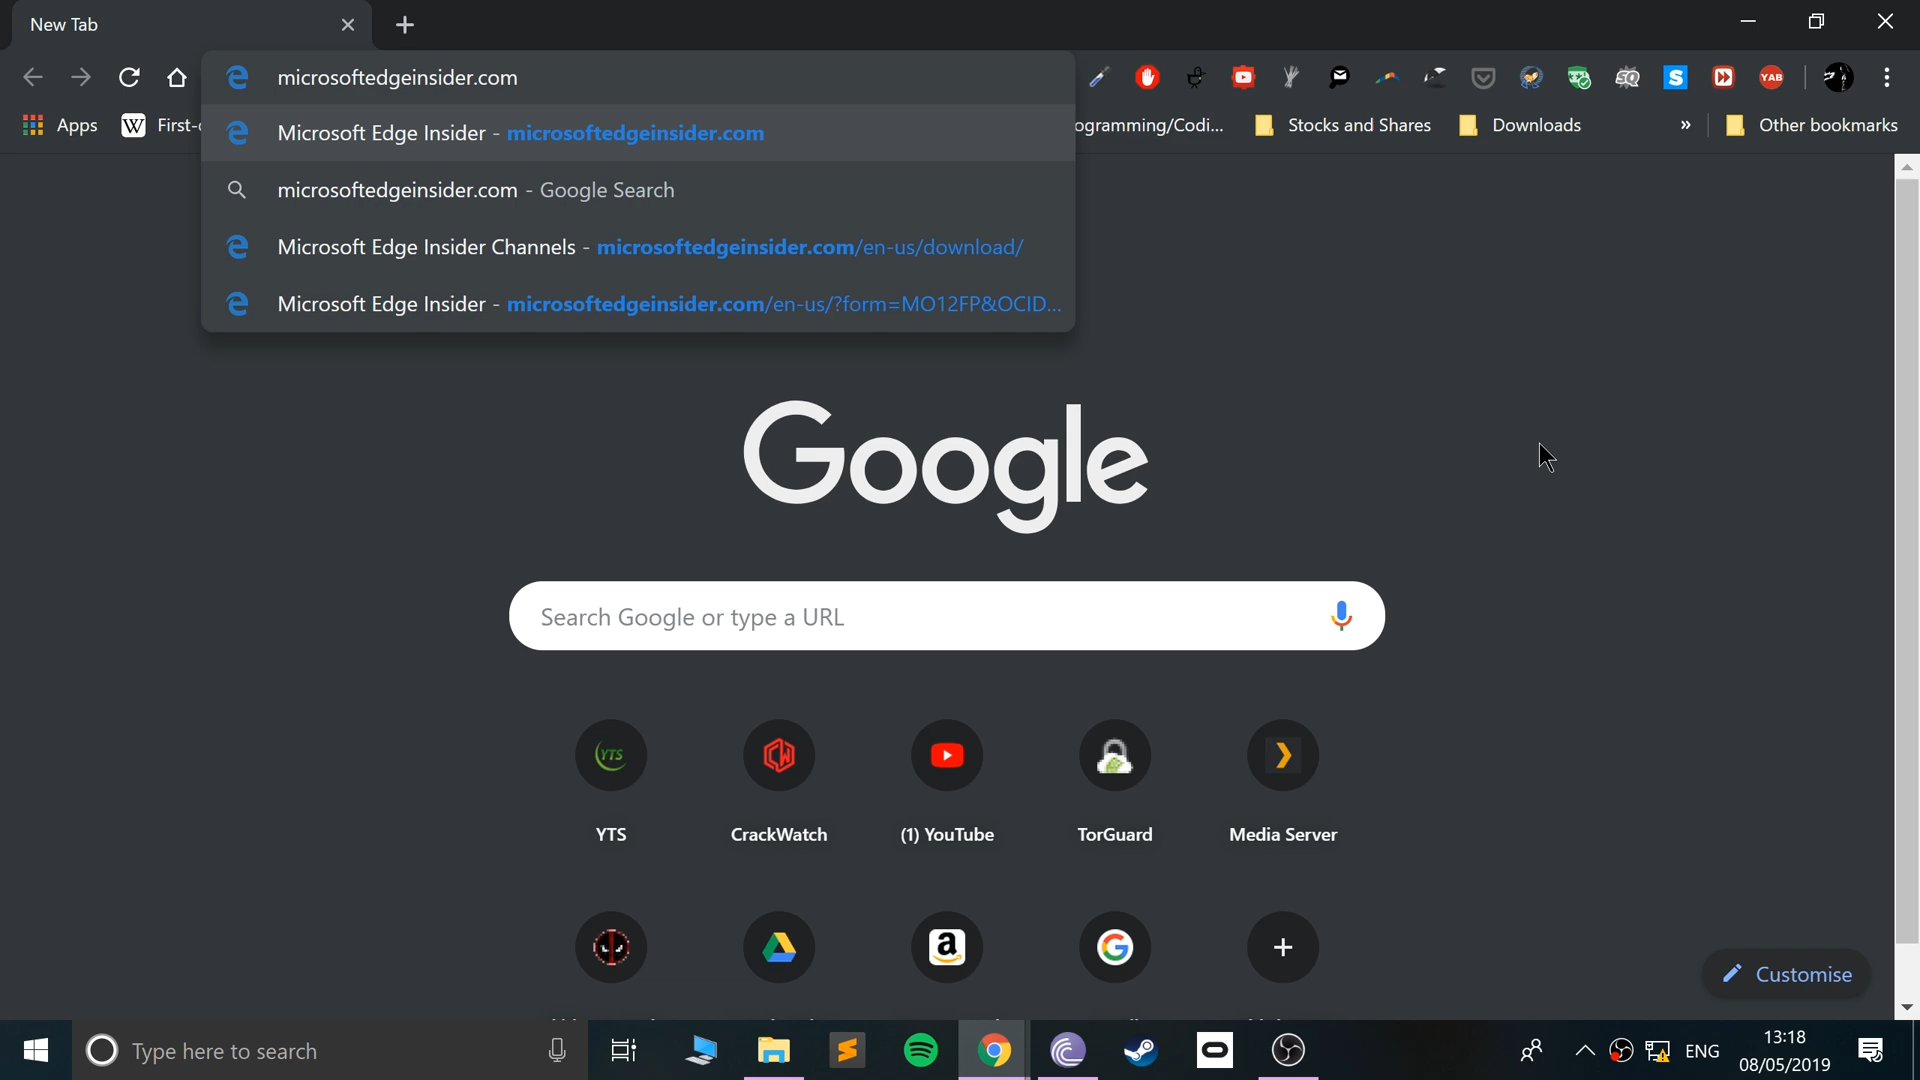 New Tab
microsoftedgeinsider.com
Microsoft Edge Insider - microsoftedgeinsider.com
microsoftedgeinsider.com - Google Search
Microsoft Edge Insider Channels - microsoftedgeinsider.com/en-us/download/
Microsoft Edge Insider - microsoftedgeinsider.com/en-us/?form=MO12FP&OCID...
Apps
First-
ogramming/Codi...
Stocks and Shares
Downloads
»
Other bookmarks
YAB
Google
Search Google or type a URL
YTS
YTS
CrackWatch
(1) YouTube
TorGuard
Media Server
Customise
Type here to search
ENG
13:18
08/05/2019